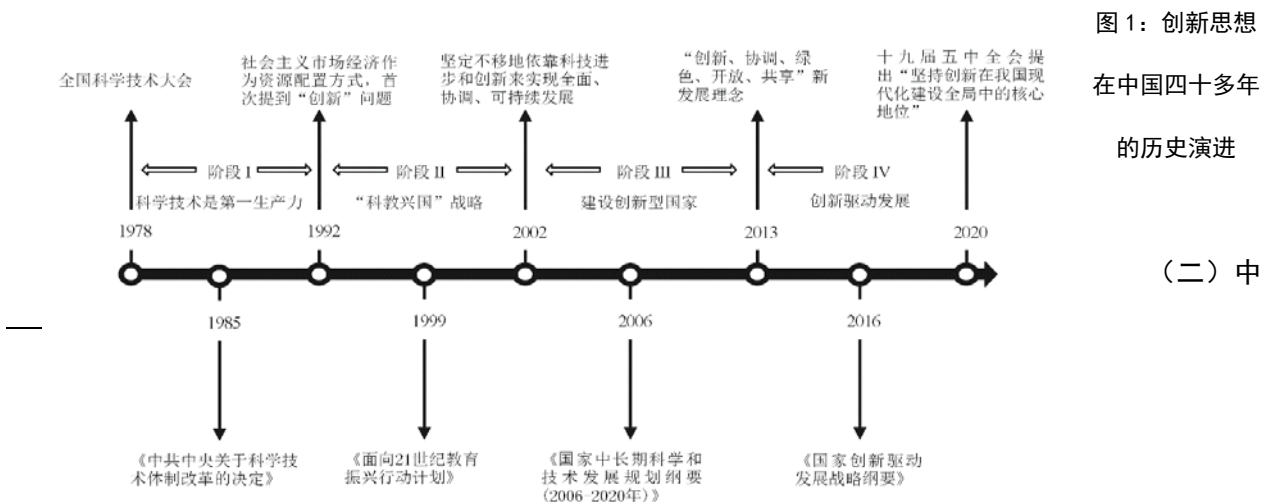 图1：创新思想
在中国四十多年
的历史演进
（二）中
全国科学技术大会
社会主义市场经济作
为资源配置方式，首
次提到“创新”问题
坚定不移地依靠科技进
步和创新来实现全面、
协调、可持续发展
“创新、协调、绿
色、开放、共享”新
发展理念
十九届五中全会提
出“坚持创新在我国现
代化建设全局中的核心
地位”
阶段 I
阶段 II
阶段 III
阶段 IV
科学技术是第一生产力
“科教兴国”战略
建设创新型国家
创新驱动发展
1978
1992
2002
2013
2020
1985
1999
2006
2016
《中共中央关于科学技
术体制改革的决定》
《面向21世纪教育
振兴行动计划》
《国家中长期科学和
技术发展规划纲要
(2006-2020年)》
《国家创新驱动
发展战略纲要》